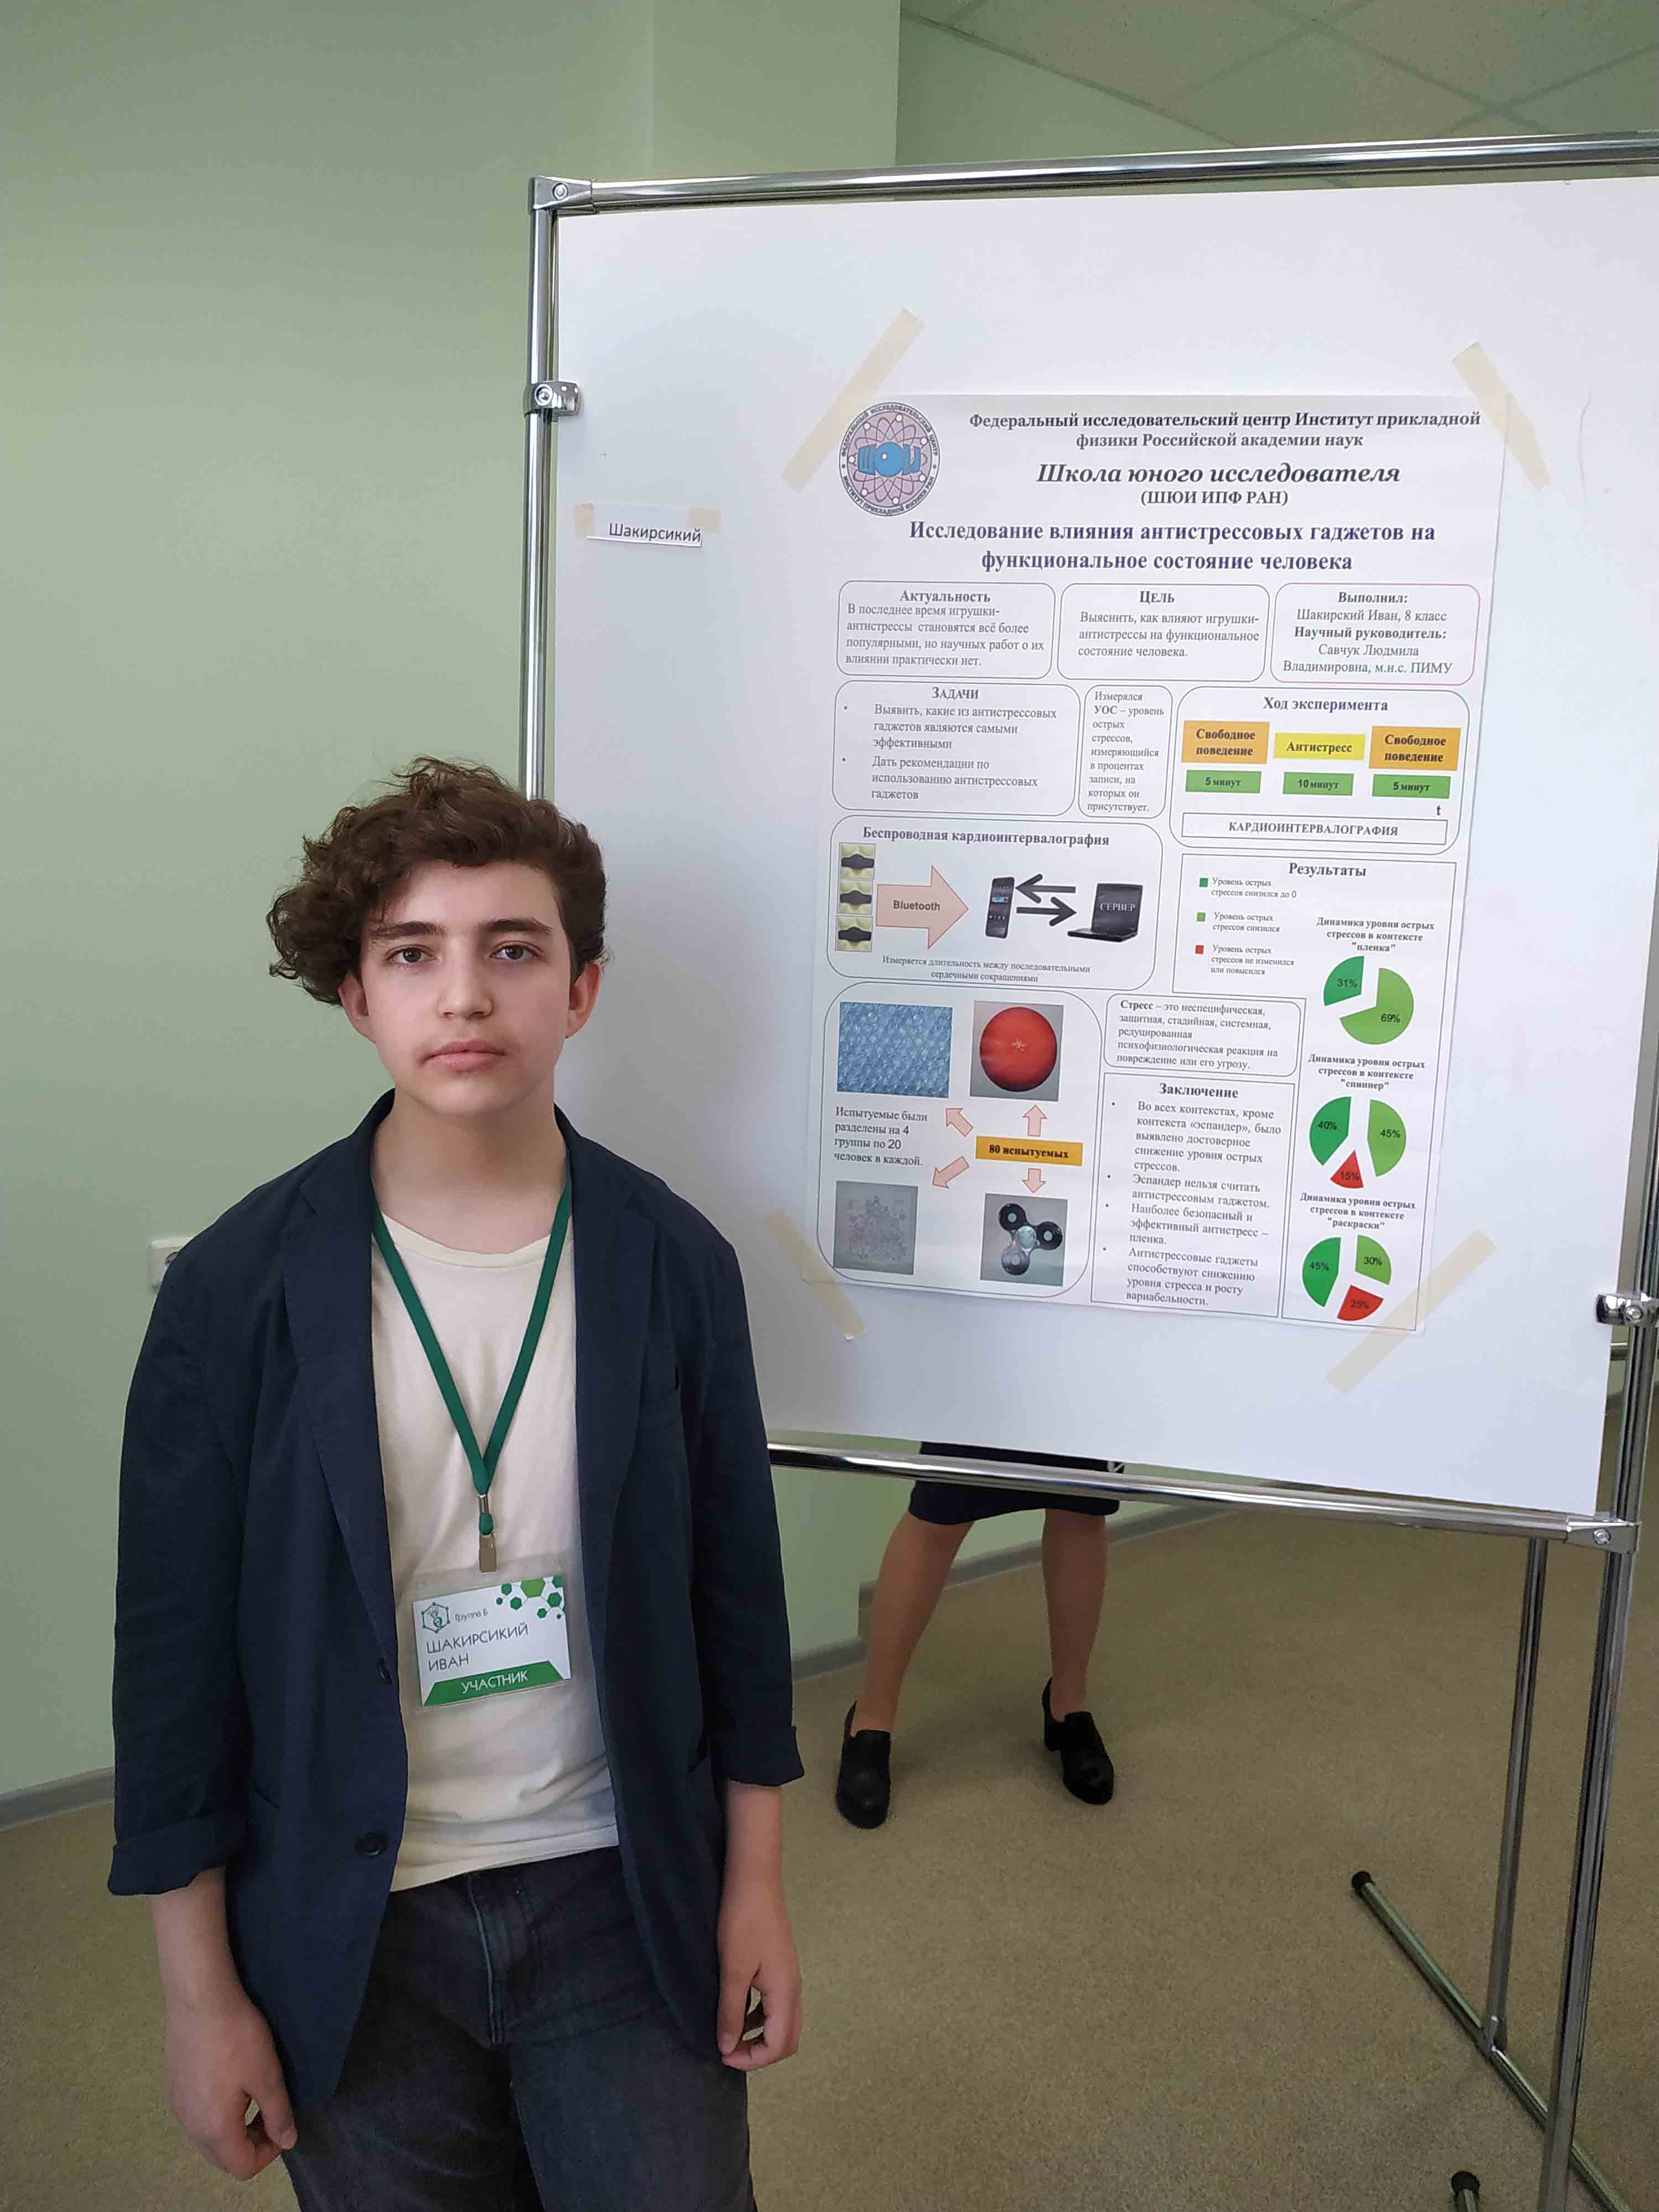 Федеральный исследовательский центр Институт прикладной
физики Российской академии наук
Школа юного исследователя
(ШЮИ ИПФ РАН)
Исследование влияния антистрессовых гаджетов на
функциональное состояние человека
Шакирсикий
Актуальность
В последнее время игрушки-
антистрессы становятся всё более
популярными, но научных работ о их
влиянии практически нет.
Цель
Выяснить, как влияют игрушки-
антистрессы на функциональное
состояние человека.
Выполнил:
Шакирский Иван, 8 класс
Научный руководитель:
Савчук Людмила
Владимировна, м.н.с. ПИМУ
Задачи
• Выявить, какие из антистрессовых
гаджетов являются самыми
эффективными
• Дать рекомендации по
использованию антистрессовых
гаджетов
Измерялся
УОС – уровень
острых
стрессов,
измеряющийся
в процентах
записи, на
которых он
присутствует.
Ход эксперимента
Свободное
поведение
Антистресс
Свободное
поведение
5 минут
10 минут
5 минут
t
КАРДИОИНТЕРВАЛОГРАФИЯ
Беспроводная кардиоинтервалография
Bluetooth
СЕРВЕР
Измеряется длительность между последовательными
сердечными сокращениями
Результаты
Уровень острых
стрессов снизился до 0
Уровень острых
стрессов снизился
Уровень острых
стрессов не изменился
или повысился
Динамика уровня острых
стрессов в контексте
"пленка"
31%
69%
Динамика уровня острых
стрессов в контексте
"спиннер"
40%
45%
15%
Динамика уровня острых
стрессов в контексте
"раскраски"
45%
30%
25%
Испытуемые были
разделены на 4
группы по 20
человек в каждой.
80 испытуемых
Стресс – это неспецифическая,
защитная, стадийная, системная,
редуцированная
психофизиологическая реакция на
повреждение или его угрозу.
Заключение
• Во всех контекстах, кроме
контекста «эспандер», было
выявлено достоверное
снижение уровня острых
стрессов.
• Эспандер нельзя считать
антистрессовым гаджетом.
• Наиболее безопасный и
эффективный антистресс –
пленка.
• Антистрессовые гаджеты
способствуют снижению
уровня стресса и росту
вариабельности.
Группа Б
ШАКИРСИКИЙ
ИВАН
УЧАСТНИК